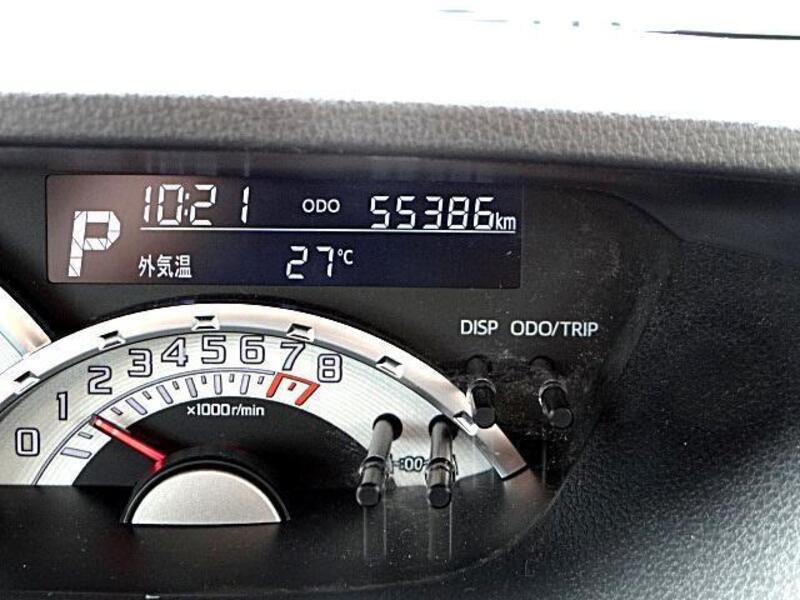 P 10:21 ODO 55386km
外気温 27℃
DISP ODO/TRIP
0 1 2 3 4 5 6 7 8
×1000r/min
:00